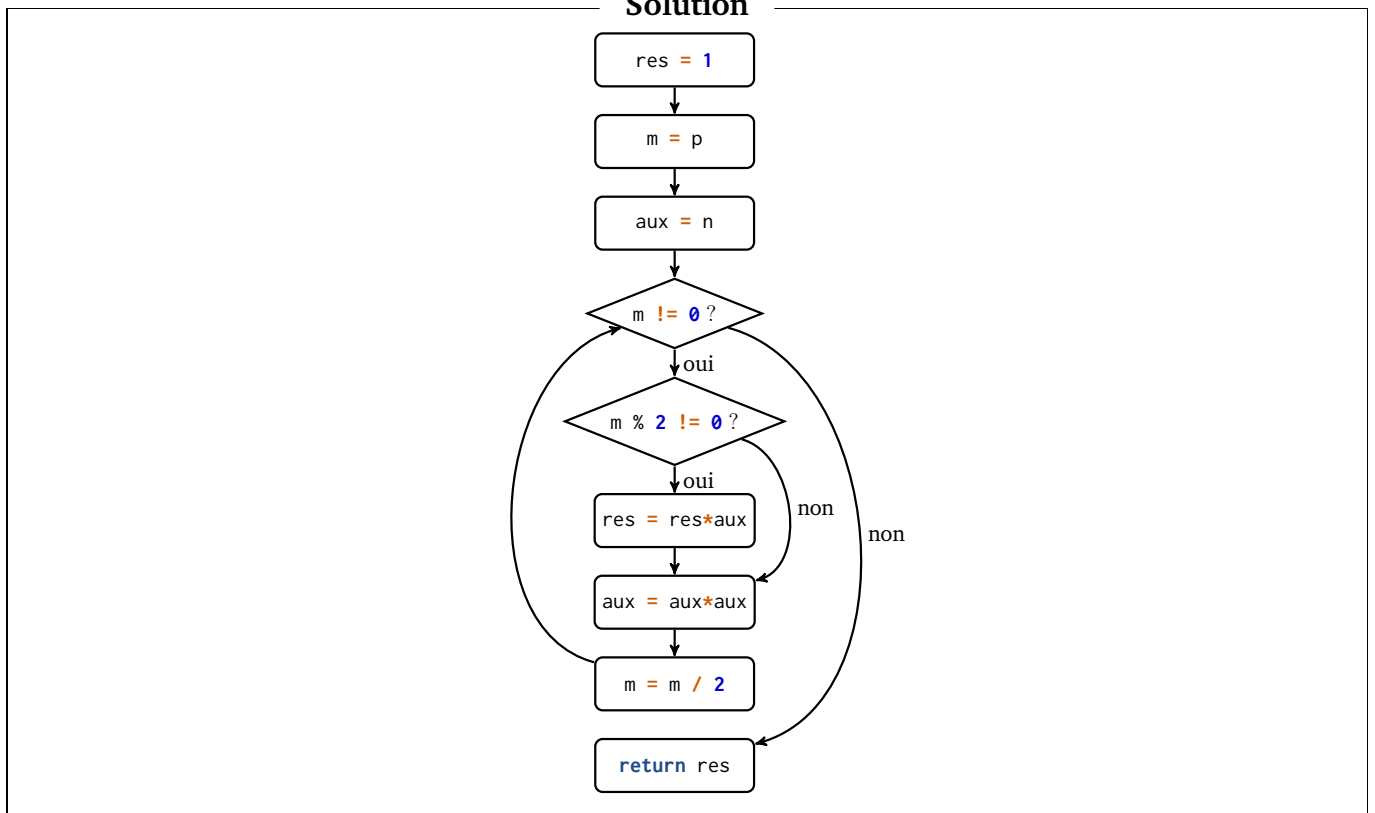 Solution
res = 1
m = p
aux = n
m != 0 ?
oui
m % 2 != 0 ?
oui
non
res = res*aux
non
aux = aux*aux
m = m / 2
return res